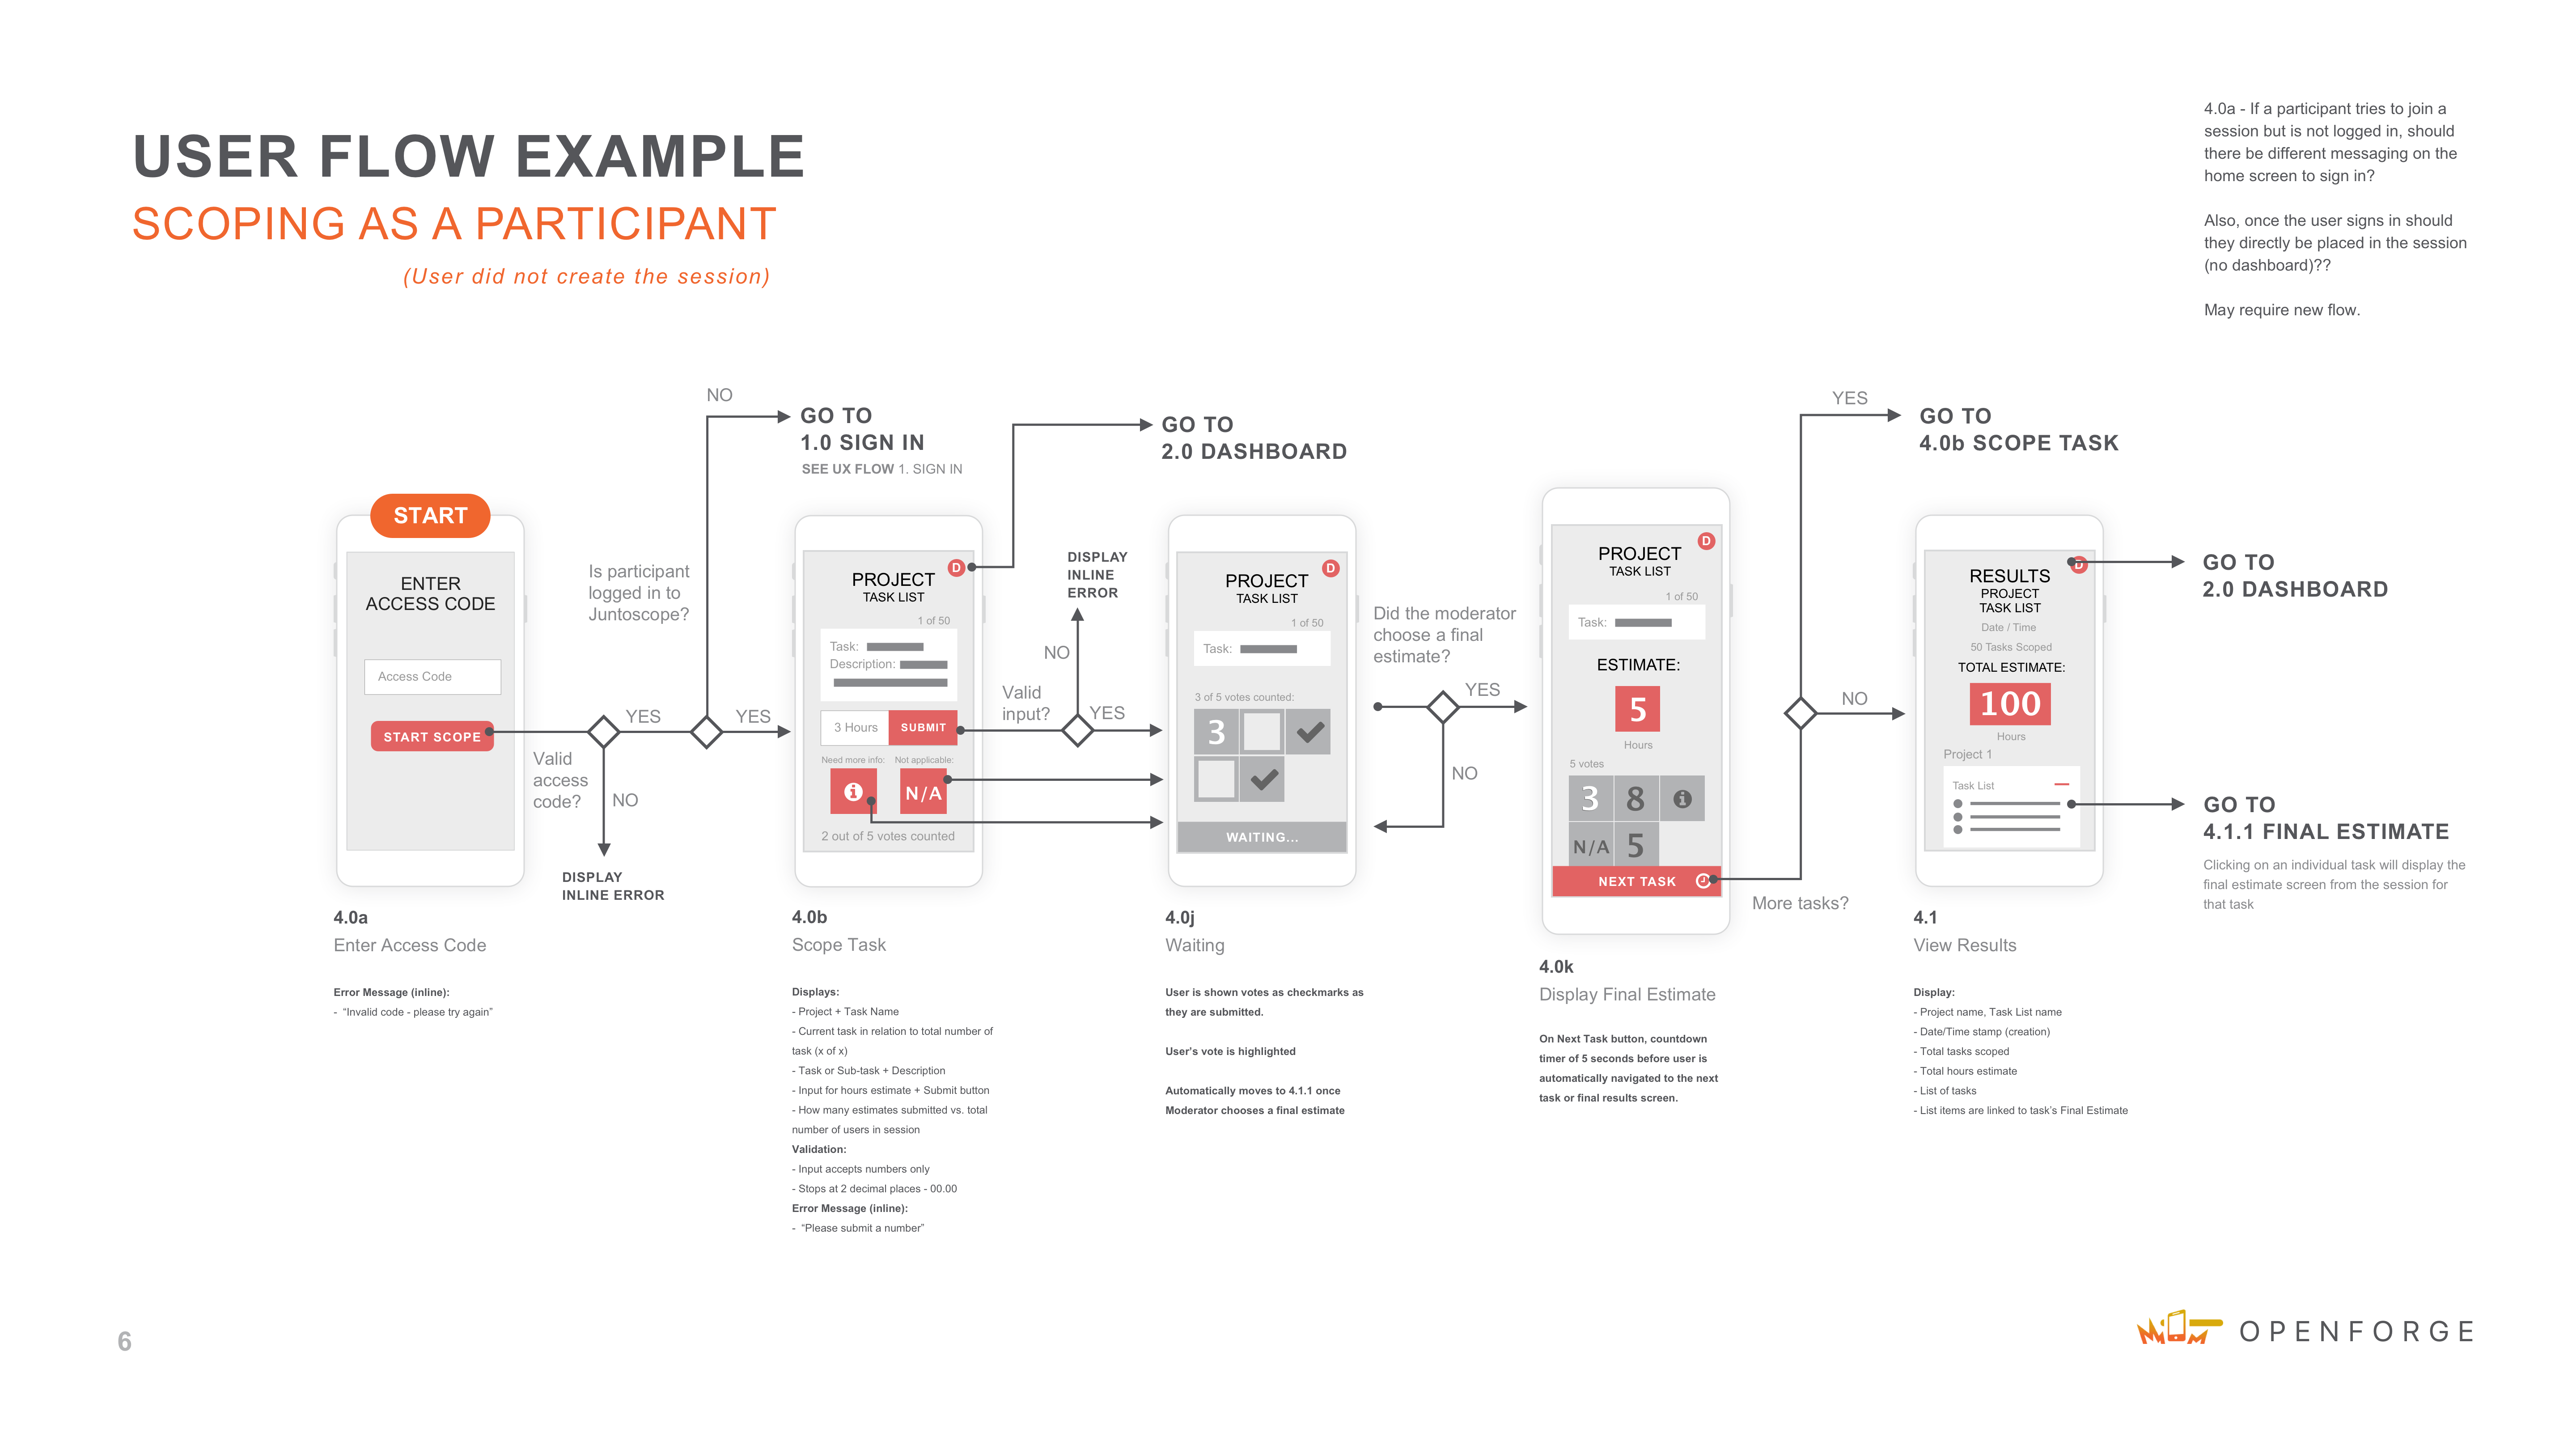 USER FLOW EXAMPLE
SCOPING AS A PARTICIPANT
(User did not create the session)
4.0a - If a participant tries to join a
session but is not logged in, should
there be different messaging on the
home screen to sign in?
Also, once the user signs in should
they directly be placed in the session
(no dashboard)??
May require new flow.
START
ENTER
ACCESS CODE
Access Code
START SCOPE
4.0a
Enter Access Code
Error Message (inline):
- “Invalid code - please try again”
Valid
access
code?
YES
NO
DISPLAY
INLINE ERROR
Is participant
logged in to
Juntoscope?
NO
YES
GO TO
1.0 SIGN IN
SEE UX FLOW 1. SIGN IN
D
PROJECT
TASK LIST
1 of 50
Task:
Description:
3 Hours
SUBMIT
Need more info:
Not applicable:
i
N/A
2 out of 5 votes counted
4.0b
Scope Task
Displays:
- Project + Task Name
- Current task in relation to total number of
task (x of x)
- Task or Sub-task + Description
- Input for hours estimate + Submit button
- How many estimates submitted vs. total
number of users in session
Validation:
- Input accepts numbers only
- Stops at 2 decimal places - 00.00
Error Message (inline):
- “Please submit a number”
GO TO
2.0 DASHBOARD
DISPLAY
INLINE
ERROR
NO
Valid
input?
YES
D
PROJECT
TASK LIST
1 of 50
Task:
3 of 5 votes counted:
3
WAITING...
4.0j
Waiting
User is shown votes as checkmarks as
they are submitted.
User’s vote is highlighted
Automatically moves to 4.1.1 once
Moderator chooses a final estimate
Did the moderator
choose a final
estimate?
YES
NO
D
PROJECT
TASK LIST
1 of 50
Task:
ESTIMATE:
5
Hours
5 votes
3 8 i
N/A 5
NEXT TASK
4.0k
Display Final Estimate
On Next Task button, countdown
timer of 5 seconds before user is
automatically navigated to the next
task or final results screen.
More tasks?
YES
NO
GO TO
4.0b SCOPE TASK
D
RESULTS
PROJECT
TASK LIST
Date / Time
50 Tasks Scoped
TOTAL ESTIMATE:
100
Hours
Project 1
Task List
4.1
View Results
Display:
- Project name, Task List name
- Date/Time stamp (creation)
- Total tasks scoped
- Total hours estimate
- List of tasks
- List items are linked to task’s Final Estimate
GO TO
2.0 DASHBOARD
GO TO
4.1.1 FINAL ESTIMATE
Clicking on an individual task will display the
final estimate screen from the session for
that task
6
OPENFORGE